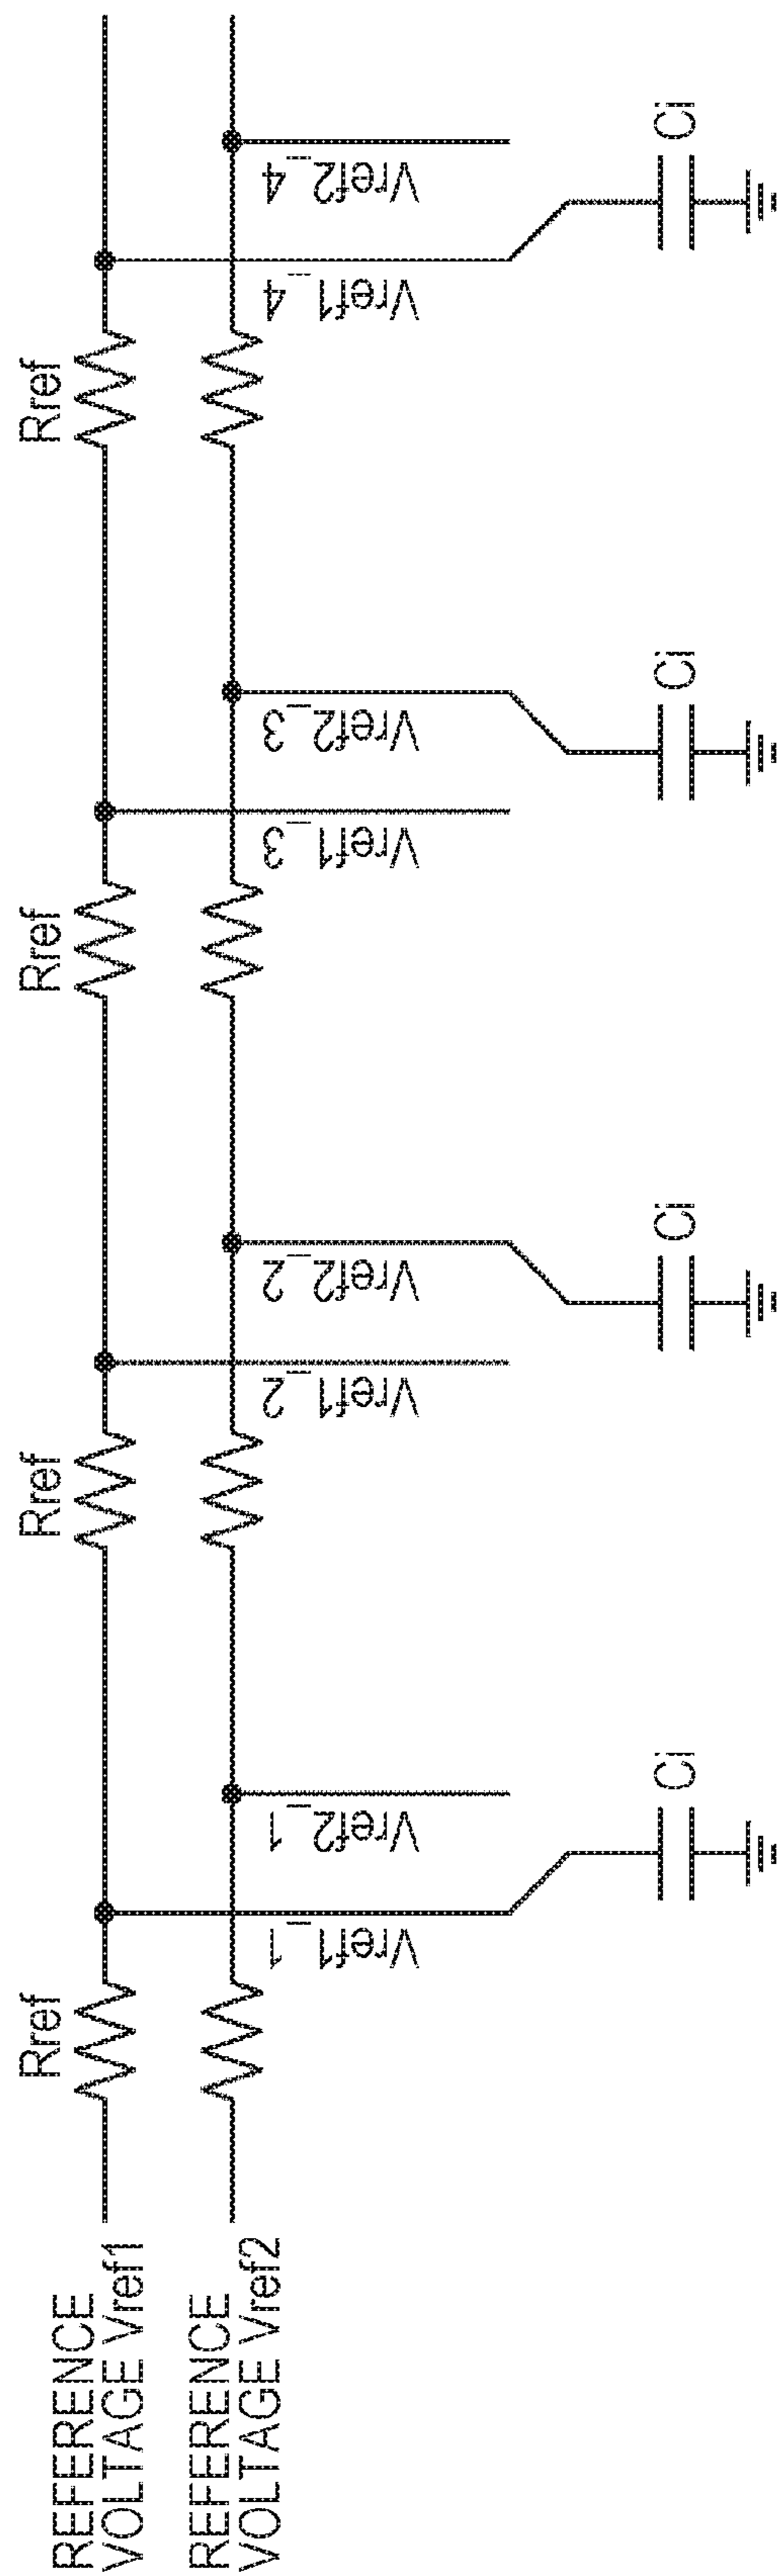 REFERENCE
VOLTAGE Vref1
REFERENCE
VOLTAGE Vref2
Rref
Rref
Rref
Rref
Vref1_1
Vref2_1
Vref1_2
Vref2_2
Vref1_3
Vref2_3
Vref1_4
Vref2_4
Ci
Ci
Ci
Ci